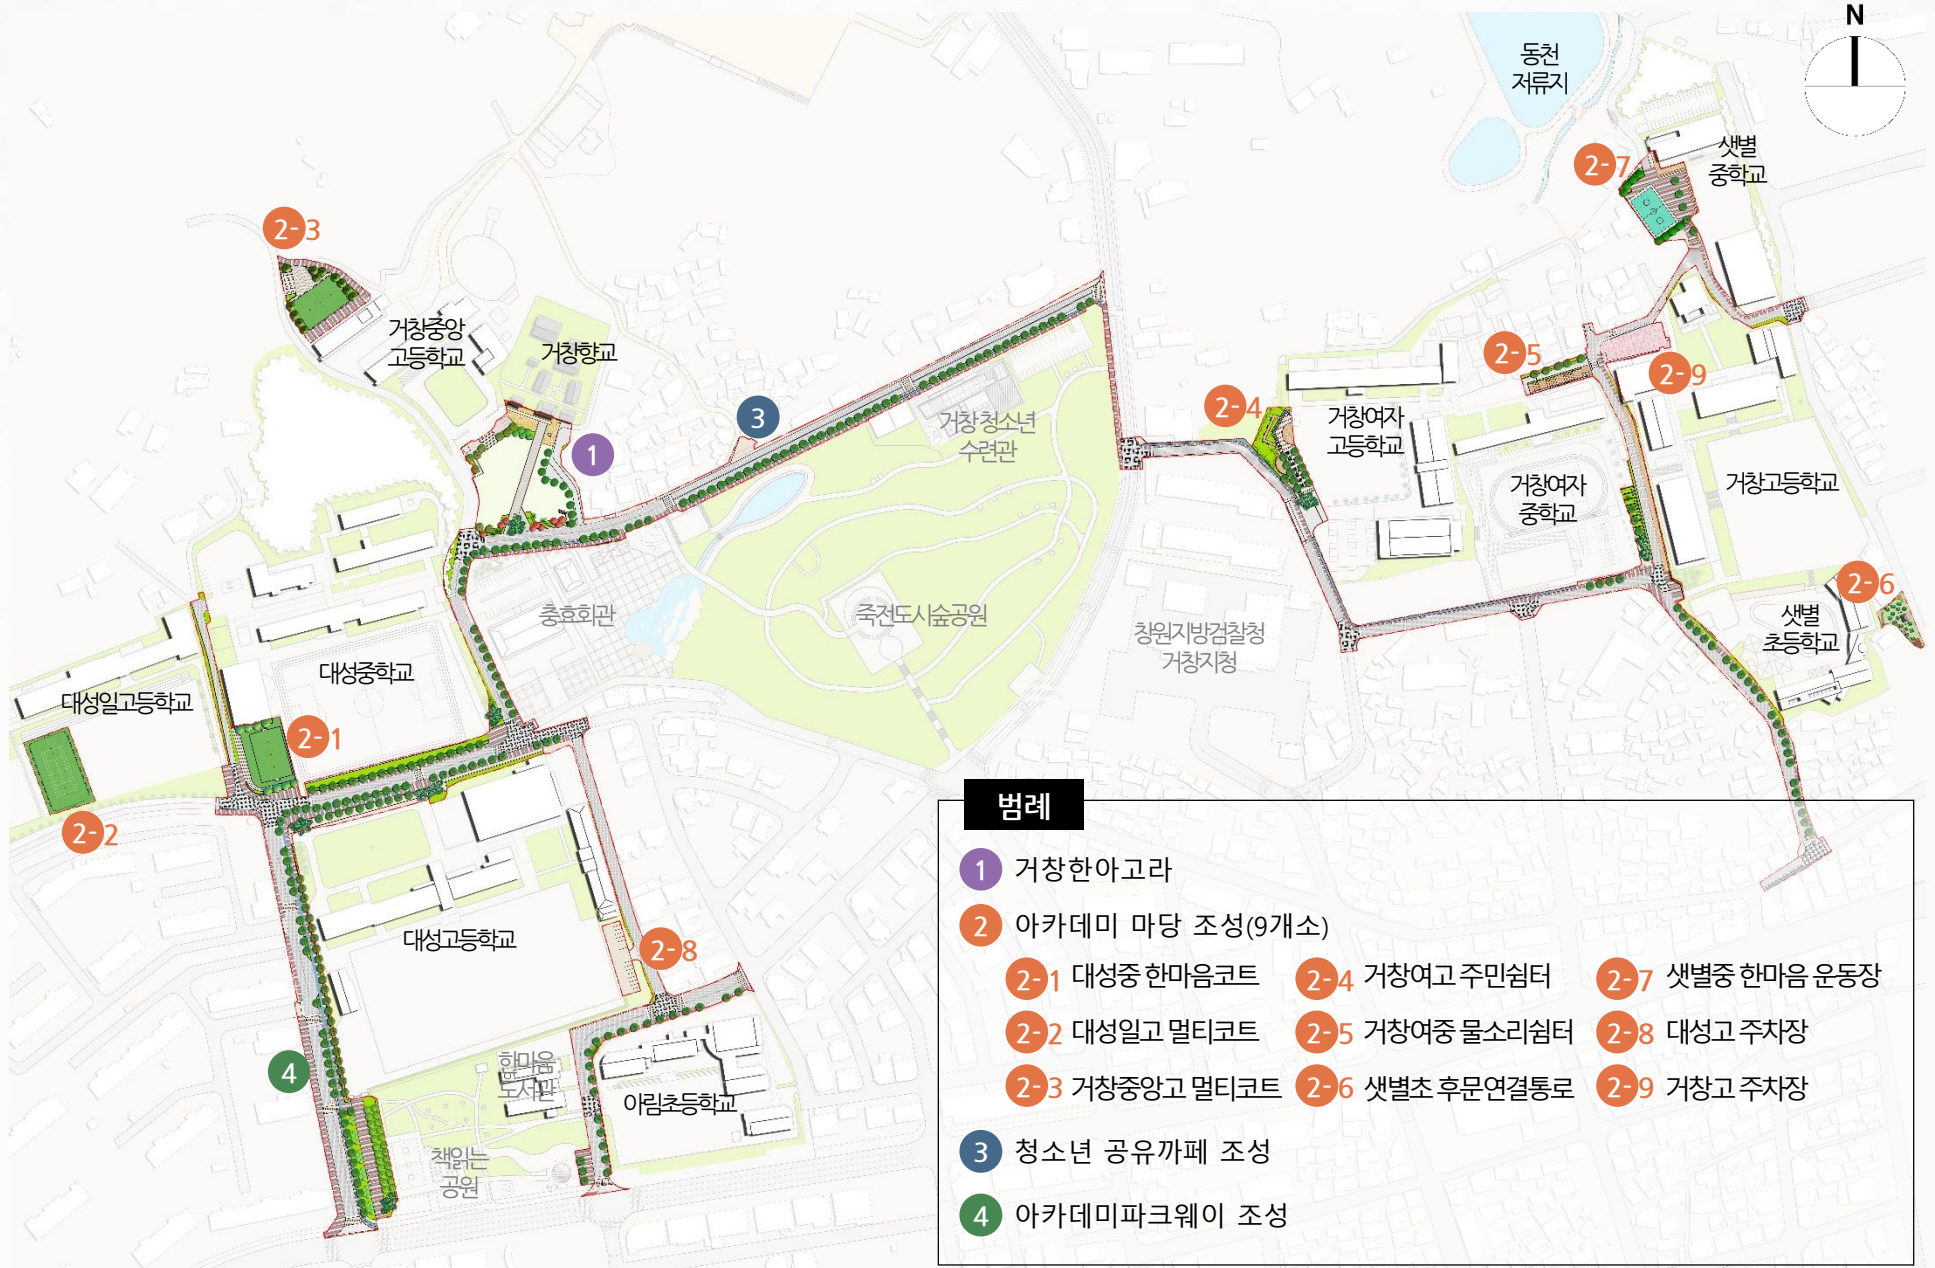 N
동천
저류지
샛별
중학교
2-7
2-3
거창중앙
고등학교
거창향교
2-5
2-9
3
2-4
거창 청소년
수련관
거창여자
고등학교
1
거창여자
중학교
거창고등학교
2-6
충효회관
죽전도시숲공원
창원지방검찰청
거창지청
샛별
초등학교
대성중학교
대성일고등학교
2-1
2-2
대성고등학교
2-8
4
한마음
도서관
아림초등학교
책읽는
공원
범례
1 거창한아고라
2 아카데미 마당 조성(9개소)
2-1 대성중 한마음코트 2-4 거창여고 주민쉼터 2-7 샛별중 한마음 운동장
2-2 대성일고 멀티코트 2-5 거창여중 물소리쉼터 2-8 대성고 주차장
2-3 거창중앙고 멀티코트 2-6 샛별초 후문연결통로 2-9 거창고 주차장
3 청소년 공유까페 조성
4 아카데미파크웨이 조성